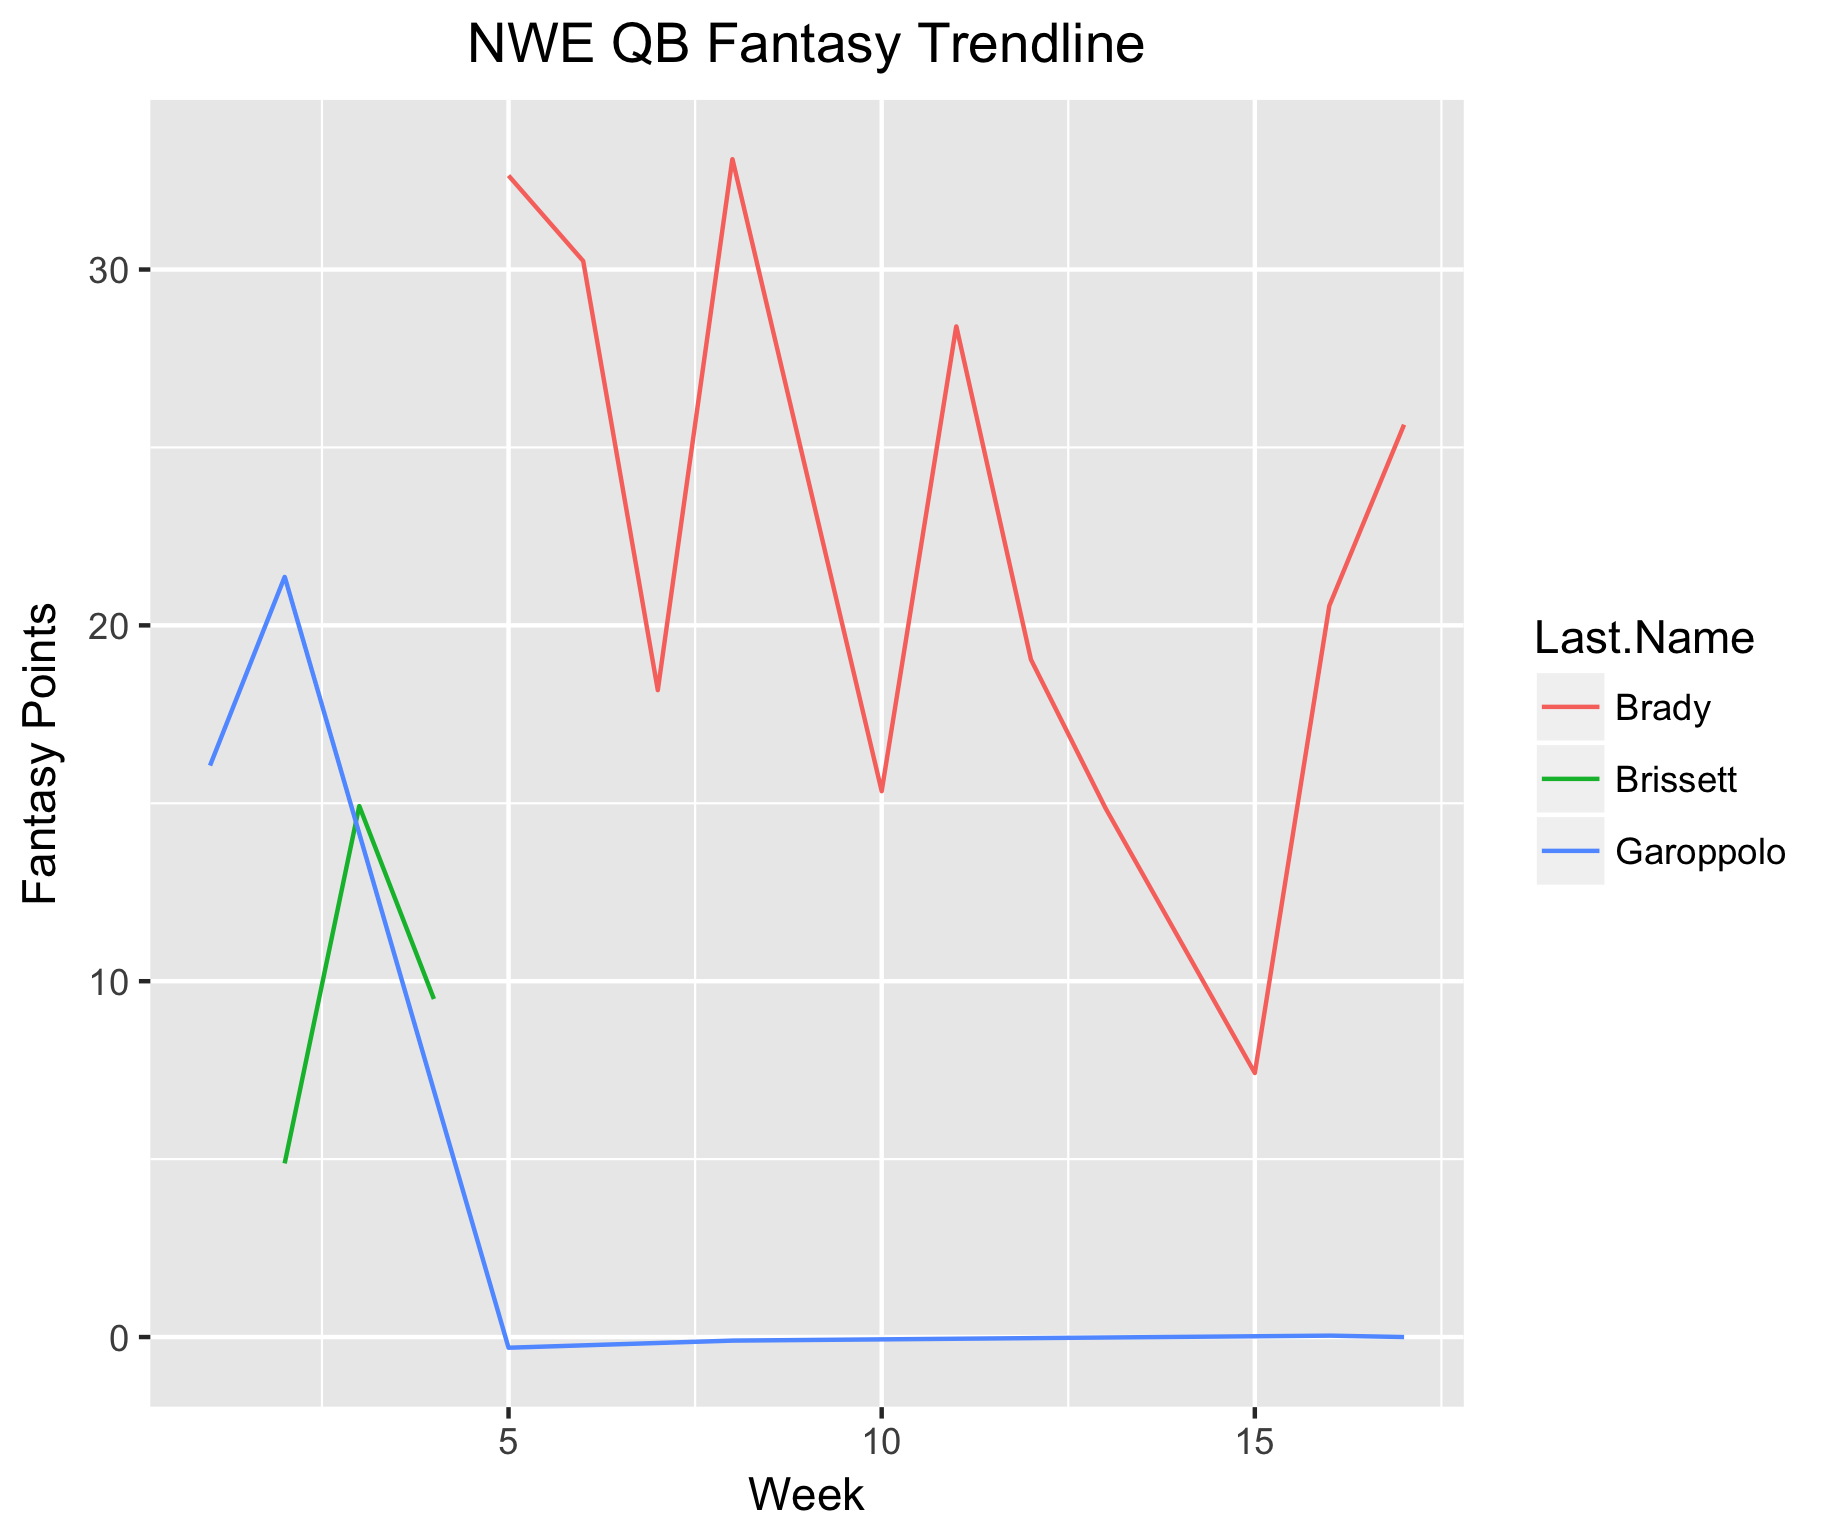 NWE QB Fantasy Trendline
Fantasy Points
30
20
10
0
5 10 15
Week
Last.Name
Brady
Brissett
Garoppolo